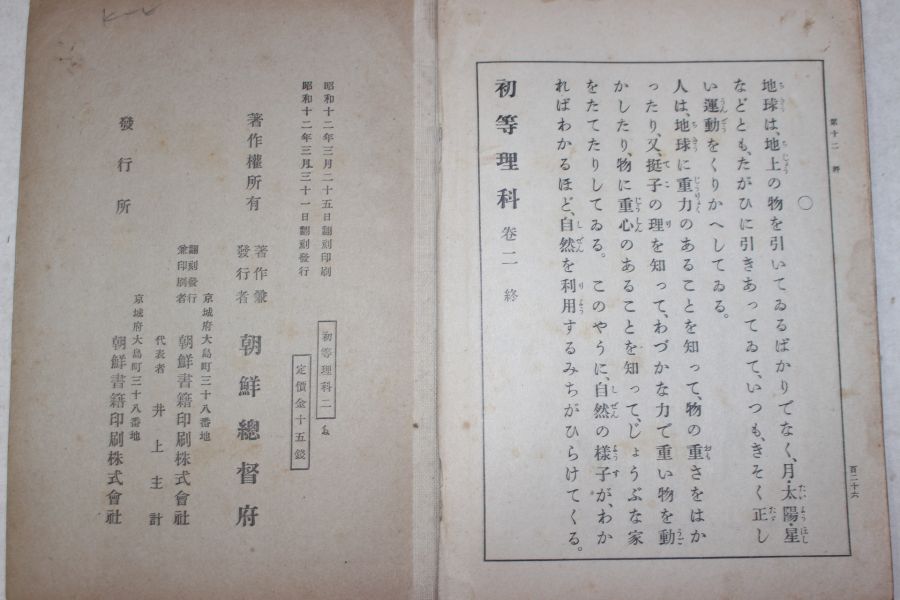 第十二 終
百二十六
〇
地球は、地上の物を引いてゐるばかりでなく、月・太陽・星
などとも、たがひに引きあってゐて、いつも、きそく正し
い運動をくりかへしてゐる。
人は、地球に重力のあることを知って、物の重さをはか
ったり、又、挺子の理を知って、わづかな力で重い物を動
かしたり、物に重心のあることを知って、じょうぶな家
をたてたりしてゐる。このやうに、自然の樣子が、わか
ればわかるほど、自然を利用するみちがひらけてくる。
初等理科 卷二 終
昭和十二年三月二十五日翻刻印刷
昭和十二年三月三十一日翻刻發行
初等理科二
定價金十五錢
著作權所有
著作兼
發行者
朝鮮總督府
京城府大島町三十八番地
翻刻發行
兼印刷者
朝鮮書籍印刷株式會社
代表者 井上主計
京城府大島町三十八番地
發行所
朝鮮書籍印刷株式會社